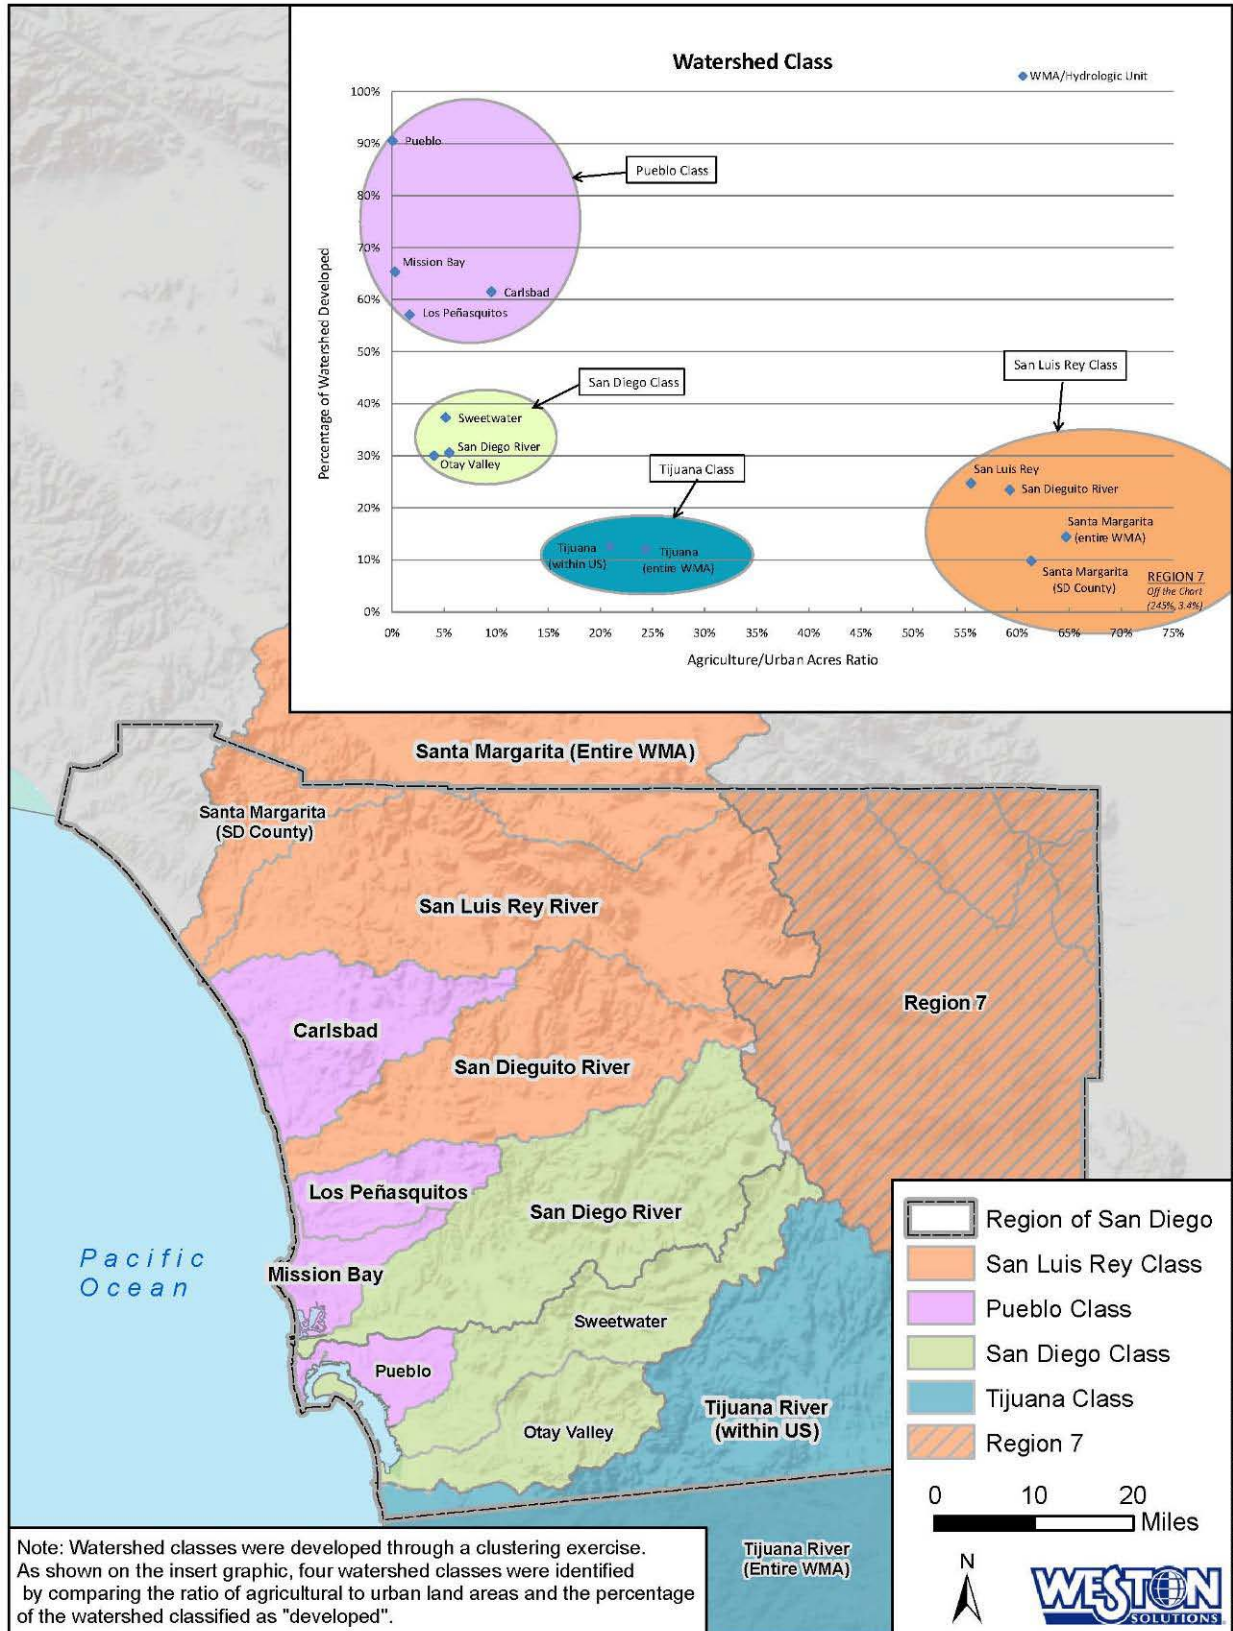 Watershed Class
WMA/Hydrologic Unit
100%
90%
80%
70%
60%
50%
40%
30%
20%
10%
0%
Percentage of Watershed Developed
Pueblo
Pueblo Class
Mission Bay
Carlsbad
Los Peñasquitos
San Diego Class
Sweetwater
San Diego River
Otay Valley
Tijuana Class
Tijuana
(within US)
Tijuana
(entire WMA)
San Luis Rey Class
San Luis Rey
San Dieguito River
Santa Margarita
(entire WMA)
Santa Margarita
(SD County)
REGION 7
Off the Chart
(245%, 3.4%)
0% 5% 10% 15% 20% 25% 30% 35% 40% 45% 50% 55% 60% 65% 70% 75%
Agriculture/Urban Acres Ratio
Santa Margarita (Entire WMA)
Santa Margarita
(SD County)
San Luis Rey River
Carlsbad
Region 7
San Dieguito River
Los Peñasquitos
San Diego River
Pacific
Ocean
Mission Bay
Sweetwater
Pueblo
Tijuana River
(within US)
Otay Valley
Tijuana River
(Entire WMA)
Region of San Diego
San Luis Rey Class
Pueblo Class
San Diego Class
Tijuana Class
Region 7
0 10 20
Miles
N
WESTON
SOLUTIONS
Note: Watershed classes were developed through a clustering exercise.
As shown on the insert graphic, four watershed classes were identified
by comparing the ratio of agricultural to urban land areas and the percentage
of the watershed classified as "developed".